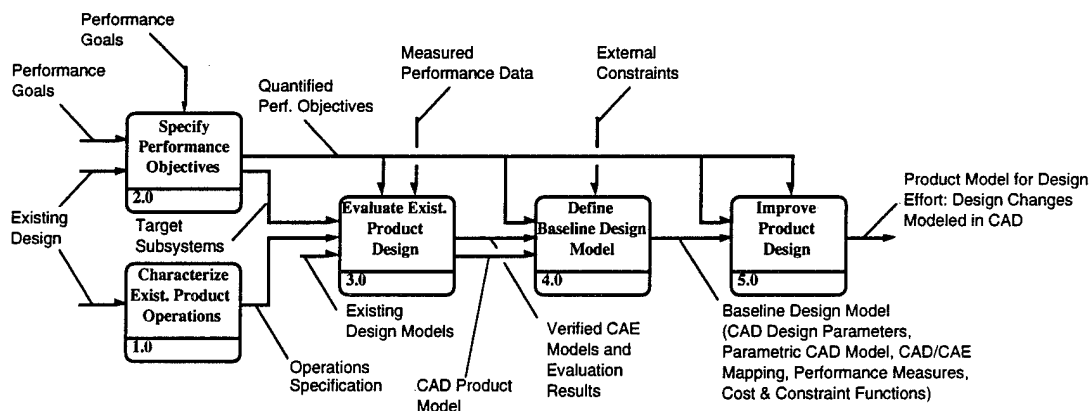 Performance
Goals
Performance
Goals
Measured
Performance Data
External
Constraints
Quantified
Perf. Objectives
Specify
Performance
Objectives
2.0
Existing
Design
Target
Subsystems
Characterize
Exist. Product
Operations
1.0
Evaluate Exist.
Product
Design
3.0
Define
Baseline Design
Model
4.0
Improve
Product
Design
5.0
Product Model for Design
Effort: Design Changes
Modeled in CAD
Existing
Design Models
Operations
Specification
CAD Product
Model
Verified CAE
Models and
Evaluation
Results
Baseline Design Model
(CAD Design Parameters,
Parametric CAD Model, CAD/CAE
Mapping, Performance Measures,
Cost & Constraint Functions)